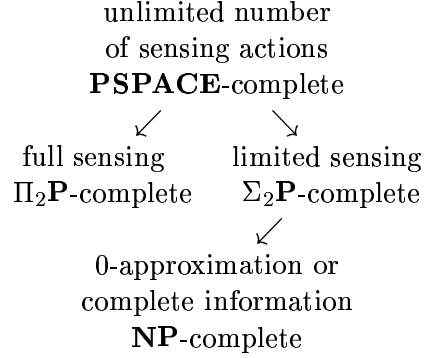 unlimited number
of sensing actions
PSPACE-complete
full sensing
limited sensing
Π₂P-complete
Σ₂P-complete
0-approximation or
complete information
NP-complete